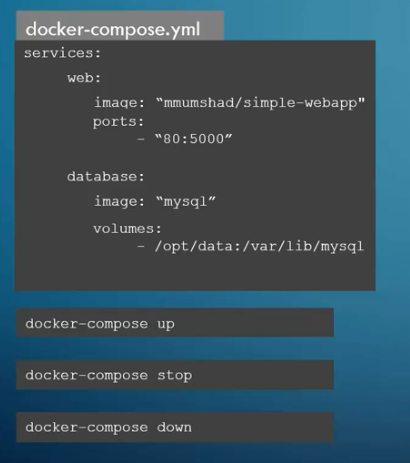 docker-compose.yml
services:
web:
image: “mmumshad/simple-webapp"
ports:
- “80:5000”
database:
image: “mysql”
volumes:
- /opt/data:/var/lib/mysql
docker-compose up
docker-compose stop
docker-compose down